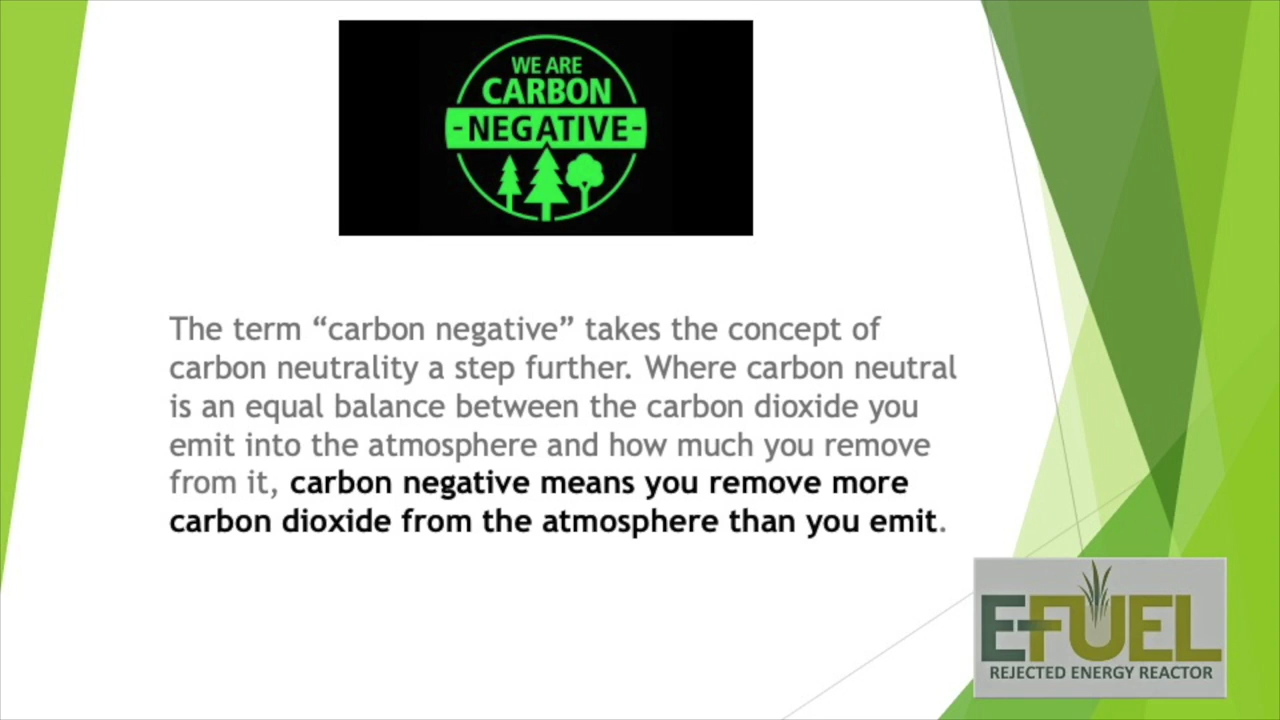 WE ARE
CARBON
-NEGATIVE-
The term “carbon negative” takes the concept of
carbon neutrality a step further. Where carbon neutral
is an equal balance between the carbon dioxide you
emit into the atmosphere and how much you remove
from it, carbon negative means you remove more
carbon dioxide from the atmosphere than you emit.
E-FUEL
REJECTED ENERGY REACTOR